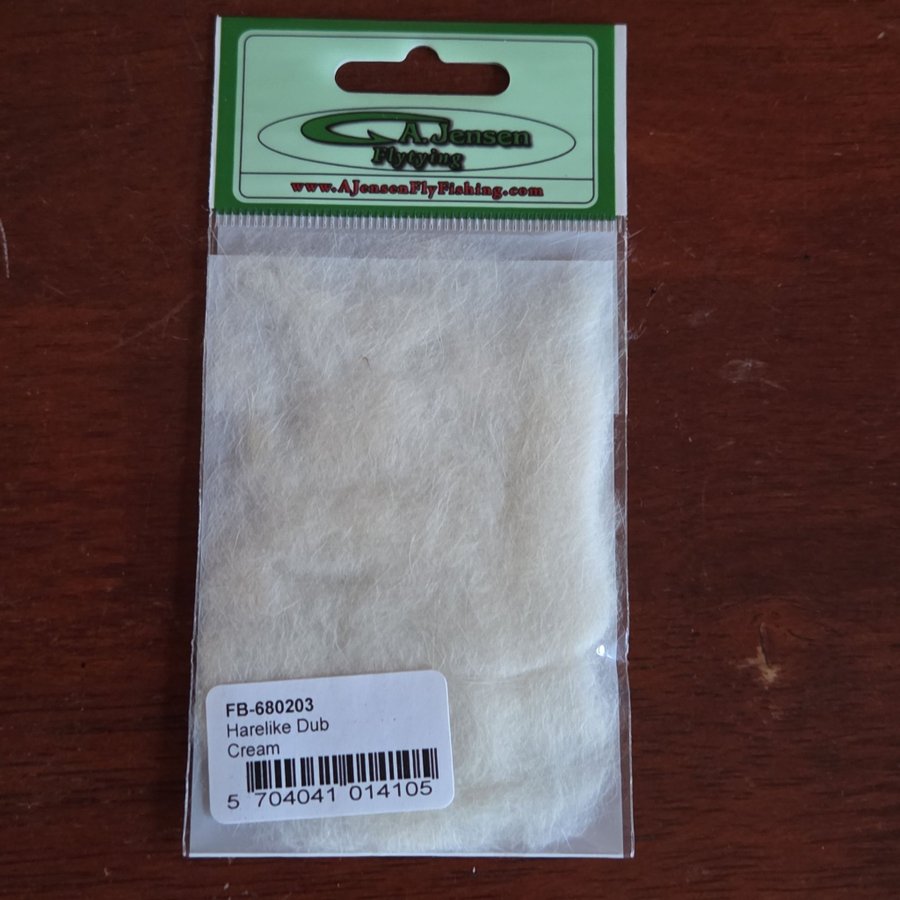 A. Jensen
Flytying
www.AJensenFlyFishing.com
FB-680203
Harelike Dub
Cream
5 704041 014105